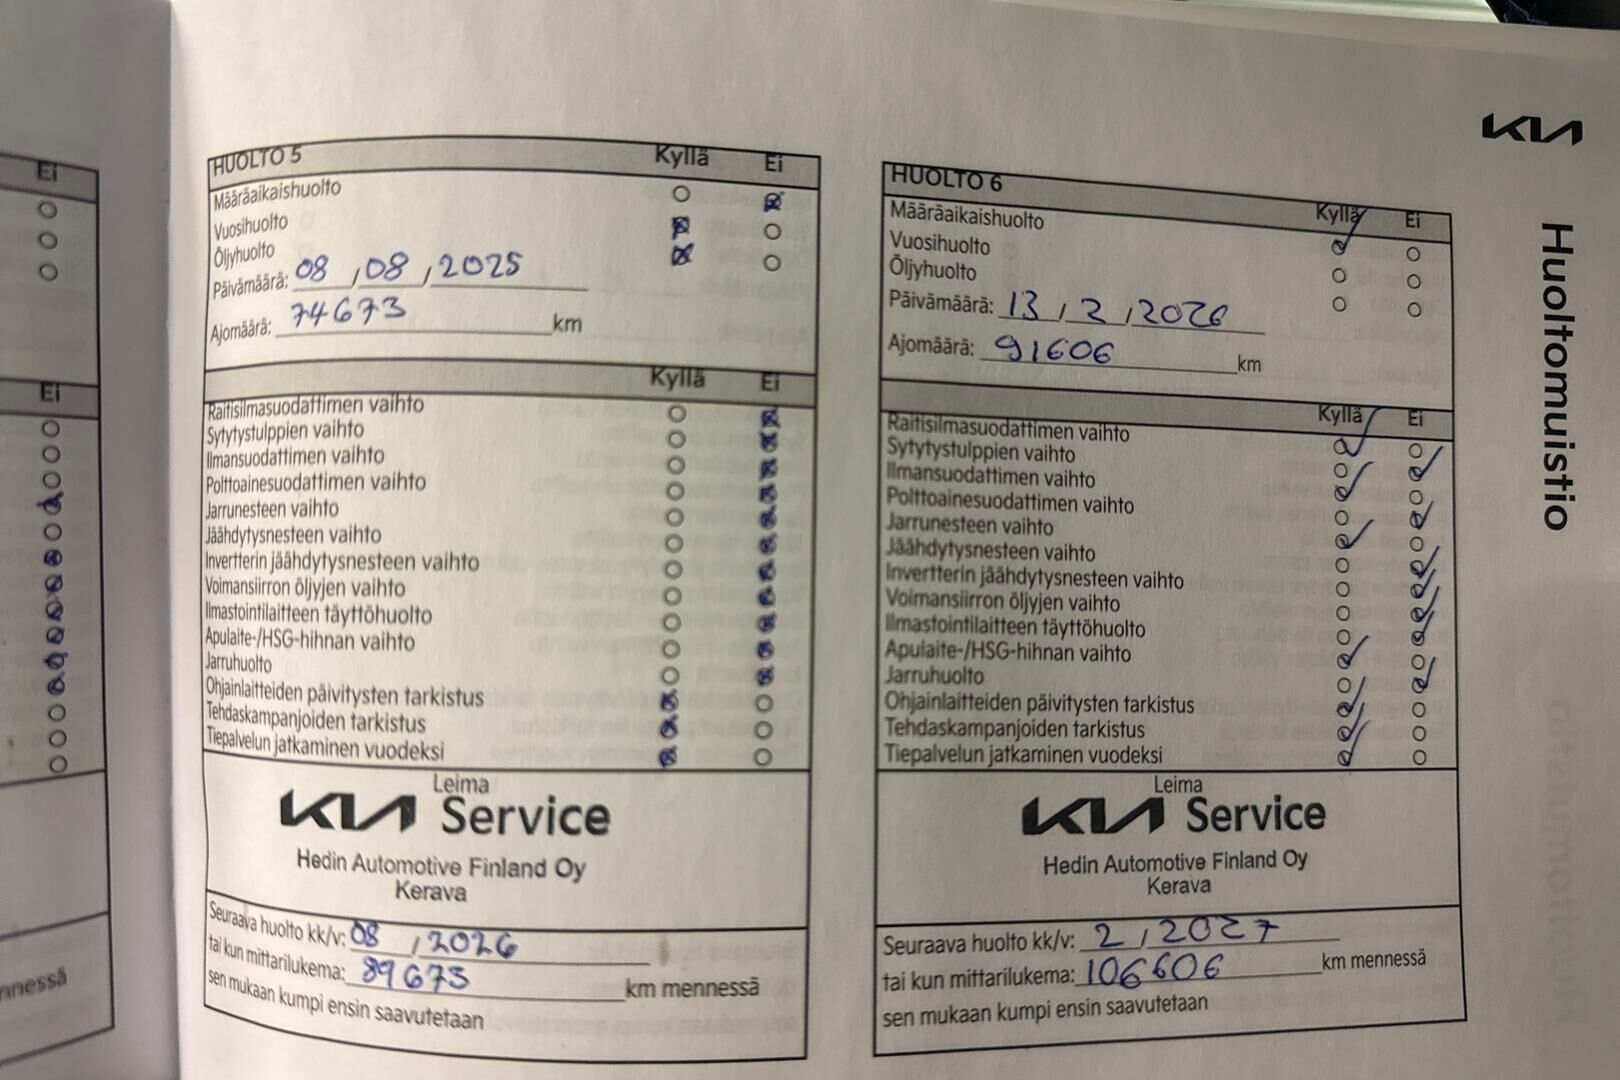 Ei
Ei
nnessä
HUOLTO 5 Kyllä Ei
Määräaikaishuolto
Vuosihuolto
Öljyhuolto
Päivämäärä: 08 / 08 / 2025
Ajomäärä: 74673 km
Kyllä Ei
Raitisilmasuodattimen vaihto
Sytytystulppien vaihto
Ilmansuodattimen vaihto
Polttoainesuodattimen vaihto
Jarrunesteen vaihto
Jäähdytysnesteen vaihto
Invertterin jäähdytysnesteen vaihto
Voimansiirron öljyjen vaihto
Ilmastointilaitteen täyttöhuolto
Apulaite-/HSG-hihnan vaihto
Jarruhuolto
Ohjainlaitteiden päivitysten tarkistus
Tehdaskampanjoiden tarkistus
Tiepalvelun jatkaminen vuodeksi
Leima
KIA Service
Hedin Automotive Finland Oy
Kerava
Seuraava huolto kk/v: 08 / 2026
tai kun mittarilukema: 89673 km mennessä
sen mukaan kumpi ensin saavutetaan
HUOLTO 6 Kyllä Ei
Määräaikaishuolto
Vuosihuolto
Öljyhuolto
Päivämäärä: 13 / 2 / 2026
Ajomäärä: 91606 km
Kyllä Ei
Raitisilmasuodattimen vaihto
Sytytystulppien vaihto
Ilmansuodattimen vaihto
Polttoainesuodattimen vaihto
Jarrunesteen vaihto
Jäähdytysnesteen vaihto
Invertterin jäähdytysnesteen vaihto
Voimansiirron öljyjen vaihto
Ilmastointilaitteen täyttöhuolto
Apulaite-/HSG-hihnan vaihto
Jarruhuolto
Ohjainlaitteiden päivitysten tarkistus
Tehdaskampanjoiden tarkistus
Tiepalvelun jatkaminen vuodeksi
Leima
KIA Service
Hedin Automotive Finland Oy
Kerava
Seuraava huolto kk/v: 2 / 2027
tai kun mittarilukema: 106606 km mennessä
sen mukaan kumpi ensin saavutetaan
KIA
Huoltomuistio